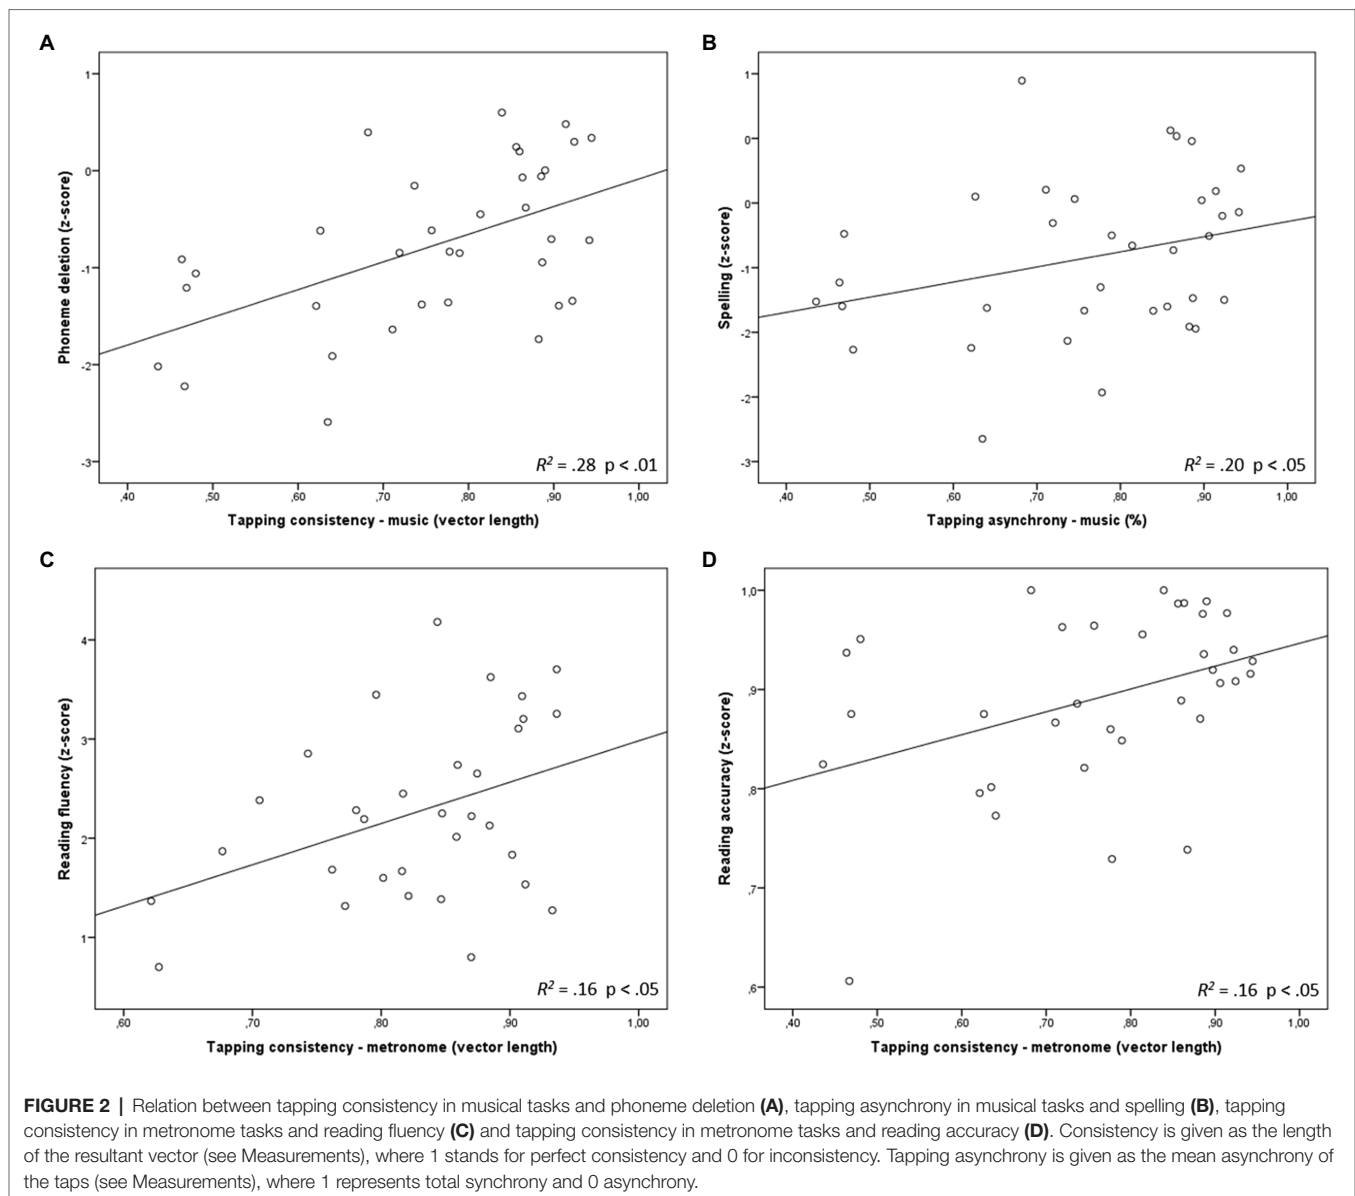 A
B
1
0
-1
-2
-3
Phoneme deletion (z-score)
R² = .28 p < .01
,40 ,50 ,60 ,70 ,80 ,90 1,00
Tapping consistency - music (vector length)
1
0
0
-1
-2
-2
-3
Spelling (z-score)
R² = .20 p < .05
,40 ,50 ,60 ,70 ,80 ,90 1,00
Tapping asynchrony - music (%)
C
D
4
3
2
1
Reading fluency (z-score)
R² = .16 p < .05
,60 ,70 ,80 ,90 1,00
Tapping consistency - metronome (vector length)
1,0
,9
,8
,7
,6
Reading accuracy (z-score)
R² = .16 p < .05
,40 ,50 ,60 ,70 ,80 ,90 1,00
Tapping consistency - metronome (vector length)
FIGURE 2 | Relation between tapping consistency in musical tasks and phoneme deletion (A), tapping asynchrony in musical tasks and spelling (B), tapping
consistency in metronome tasks and reading fluency (C) and tapping consistency in metronome tasks and reading accuracy (D). Consistency is given as the length
of the resultant vector (see Measurements), where 1 stands for perfect consistency and 0 for inconsistency. Tapping asynchrony is given as the mean asynchrony of
the taps (see Measurements), where 1 represents total synchrony and 0 asynchrony.